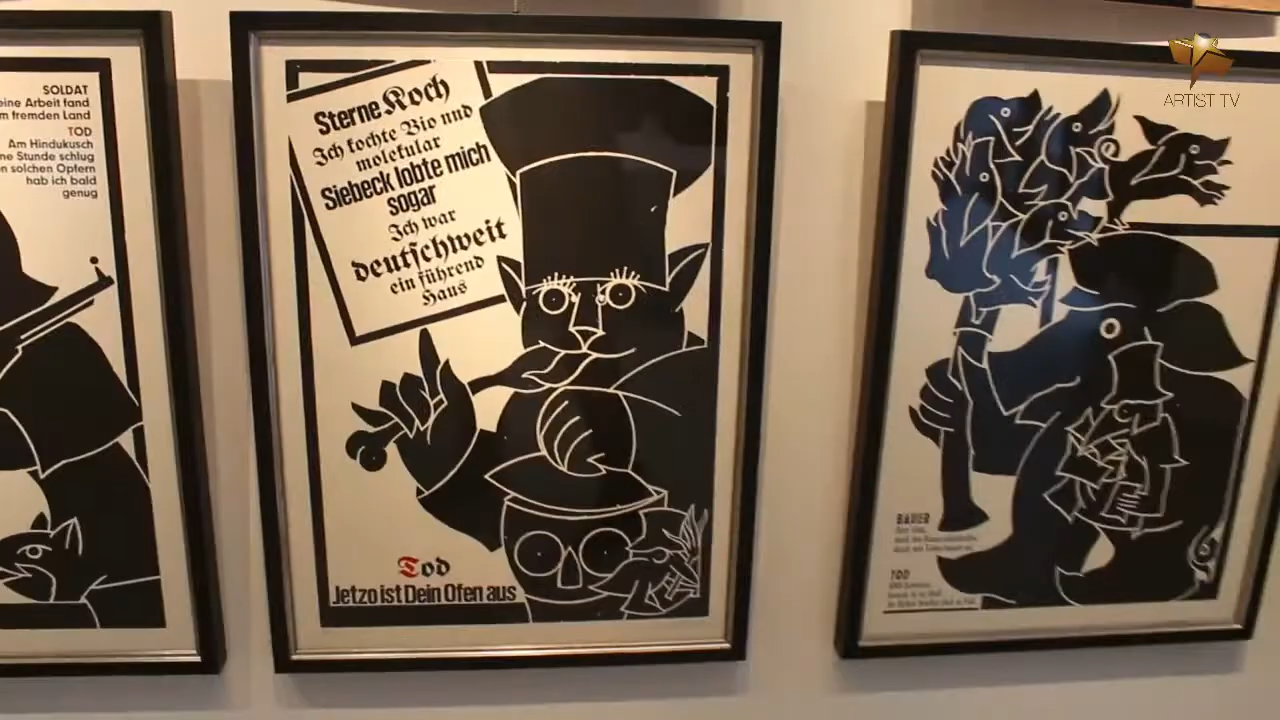 SOLDAT
eine Arbeit fand
m fremden Land
TOD
Am Hindukusch
ne Stunde schlug
n solchen Opfern
hab ich bald
genug
Sterne Koch
Ich kochte Bio und
molekular
Siebeck lobte mich
sogar
Ich war
deutschweit
ein führend
Haus
Tod
Jetzo ist Dein Ofen aus
ARTIST TV
BAUER
TOD